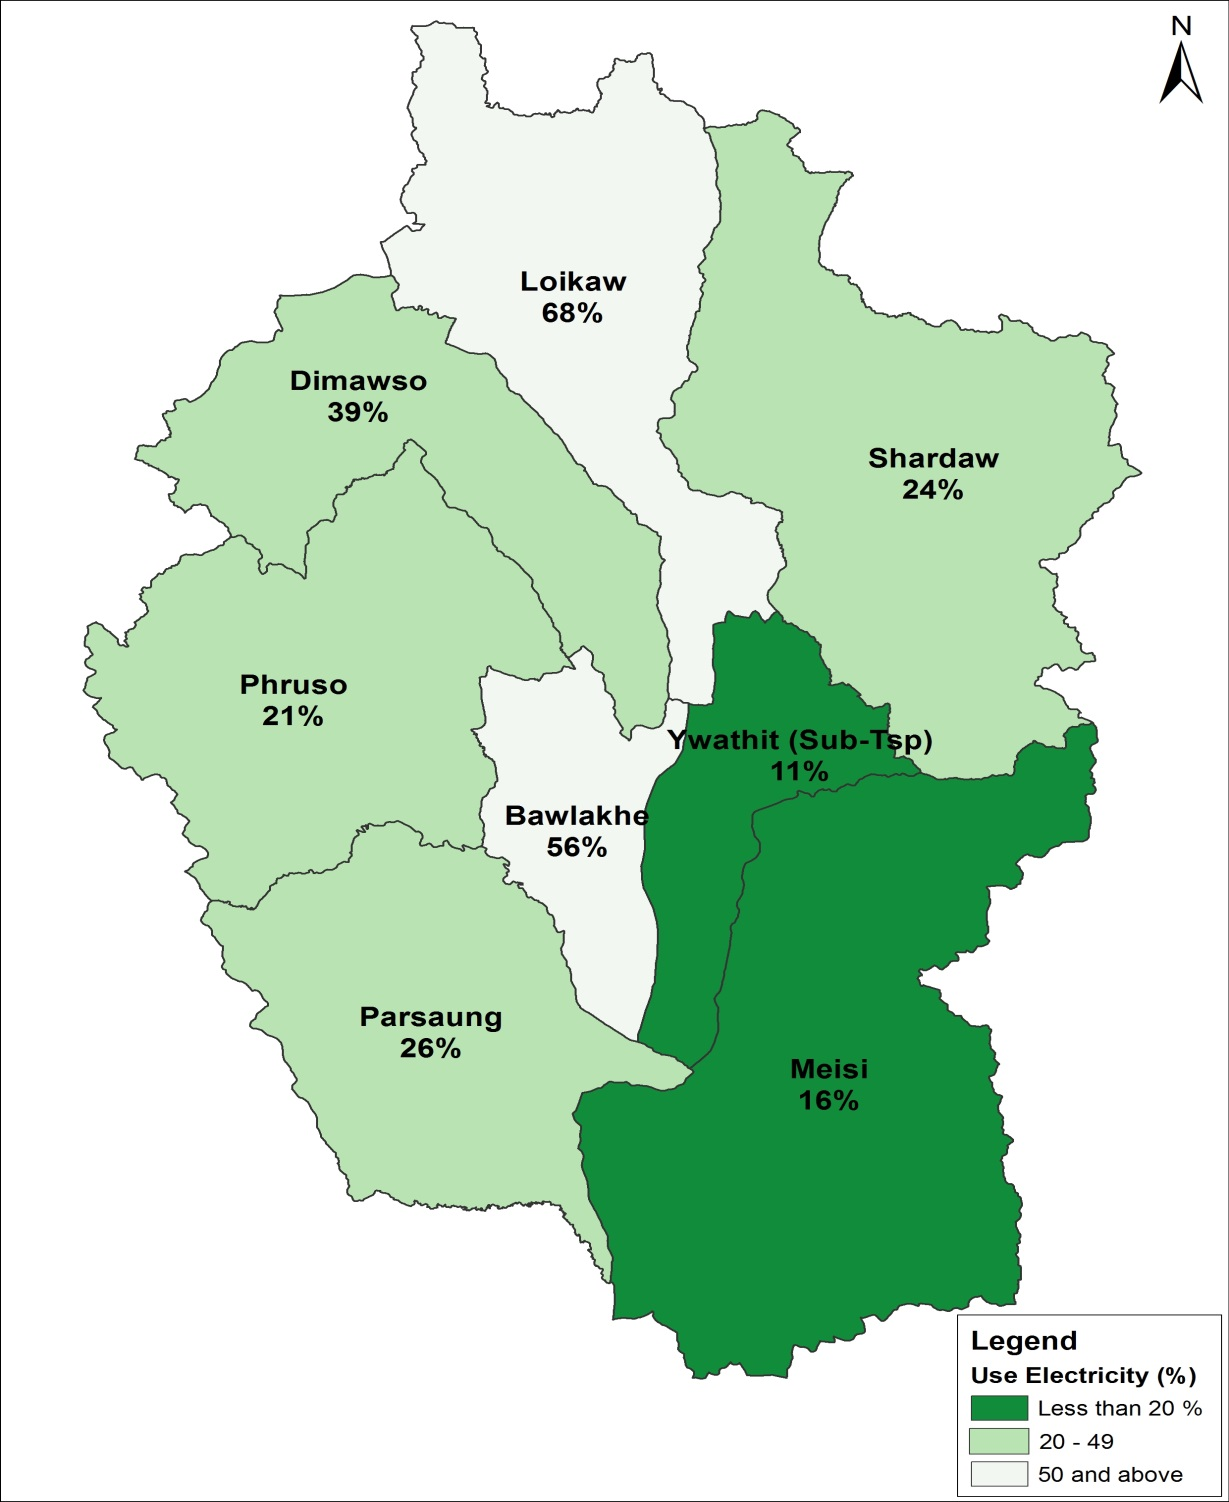 N
Loikaw
68%
Dimawso
39%
Shardaw
24%
Phruso
21%
Ywathit (Sub-Tsp)
11%
Bawlakhe
56%
Parsaung
26%
Meisi
16%
Legend
Use Electricity (%)
Less than 20 %
20 - 49
50 and above